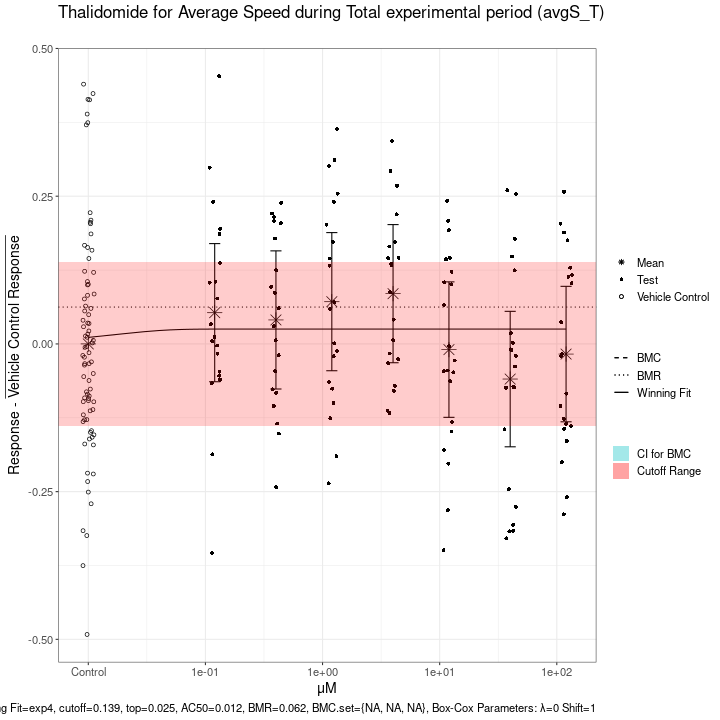 Thalidomide for Average Speed during Total experimental period (avgS_T)
Response - Vehicle Control Response
0.50
0.25
0.00
-0.25
-0.50
Control
1e-01
1e+00
1e+01
1e+02
μM
Mean
Test
Vehicle Control
BMC
BMR
Winning Fit
CI for BMC
Cutoff Range
g Fit=exp4, cutoff=0.139, top=0.025, AC50=0.012, BMR=0.062, BMC.set={NA, NA, NA}, Box-Cox Parameters: λ=0 Shift=1